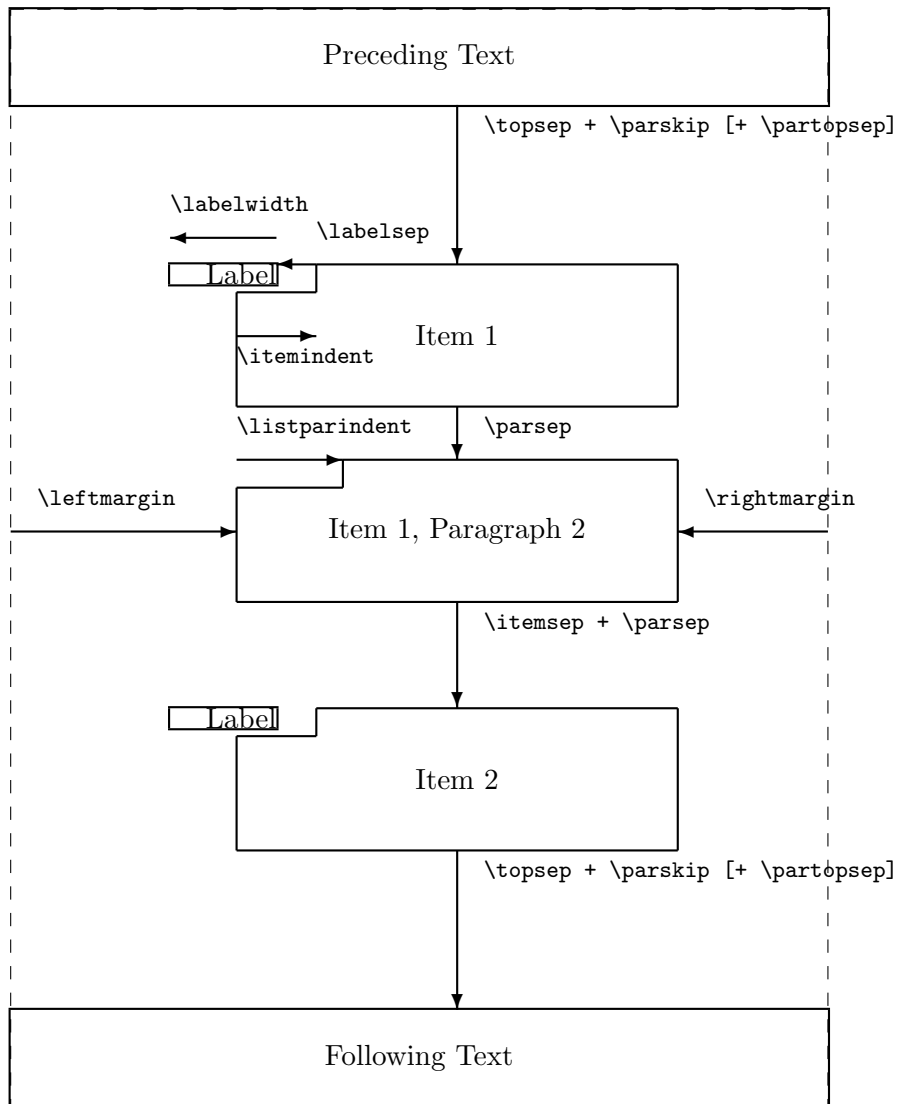 Preceding Text
\topsep + \parskip [+ \partopsep]
\labelwidth
\labelsep
Label
Item 1
\itemindent
\listparindent
\parsep
\leftmargin
\rightmargin
Item 1, Paragraph 2
\itemsep + \parsep
Label
Item 2
\topsep + \parskip [+ \partopsep]
Following Text